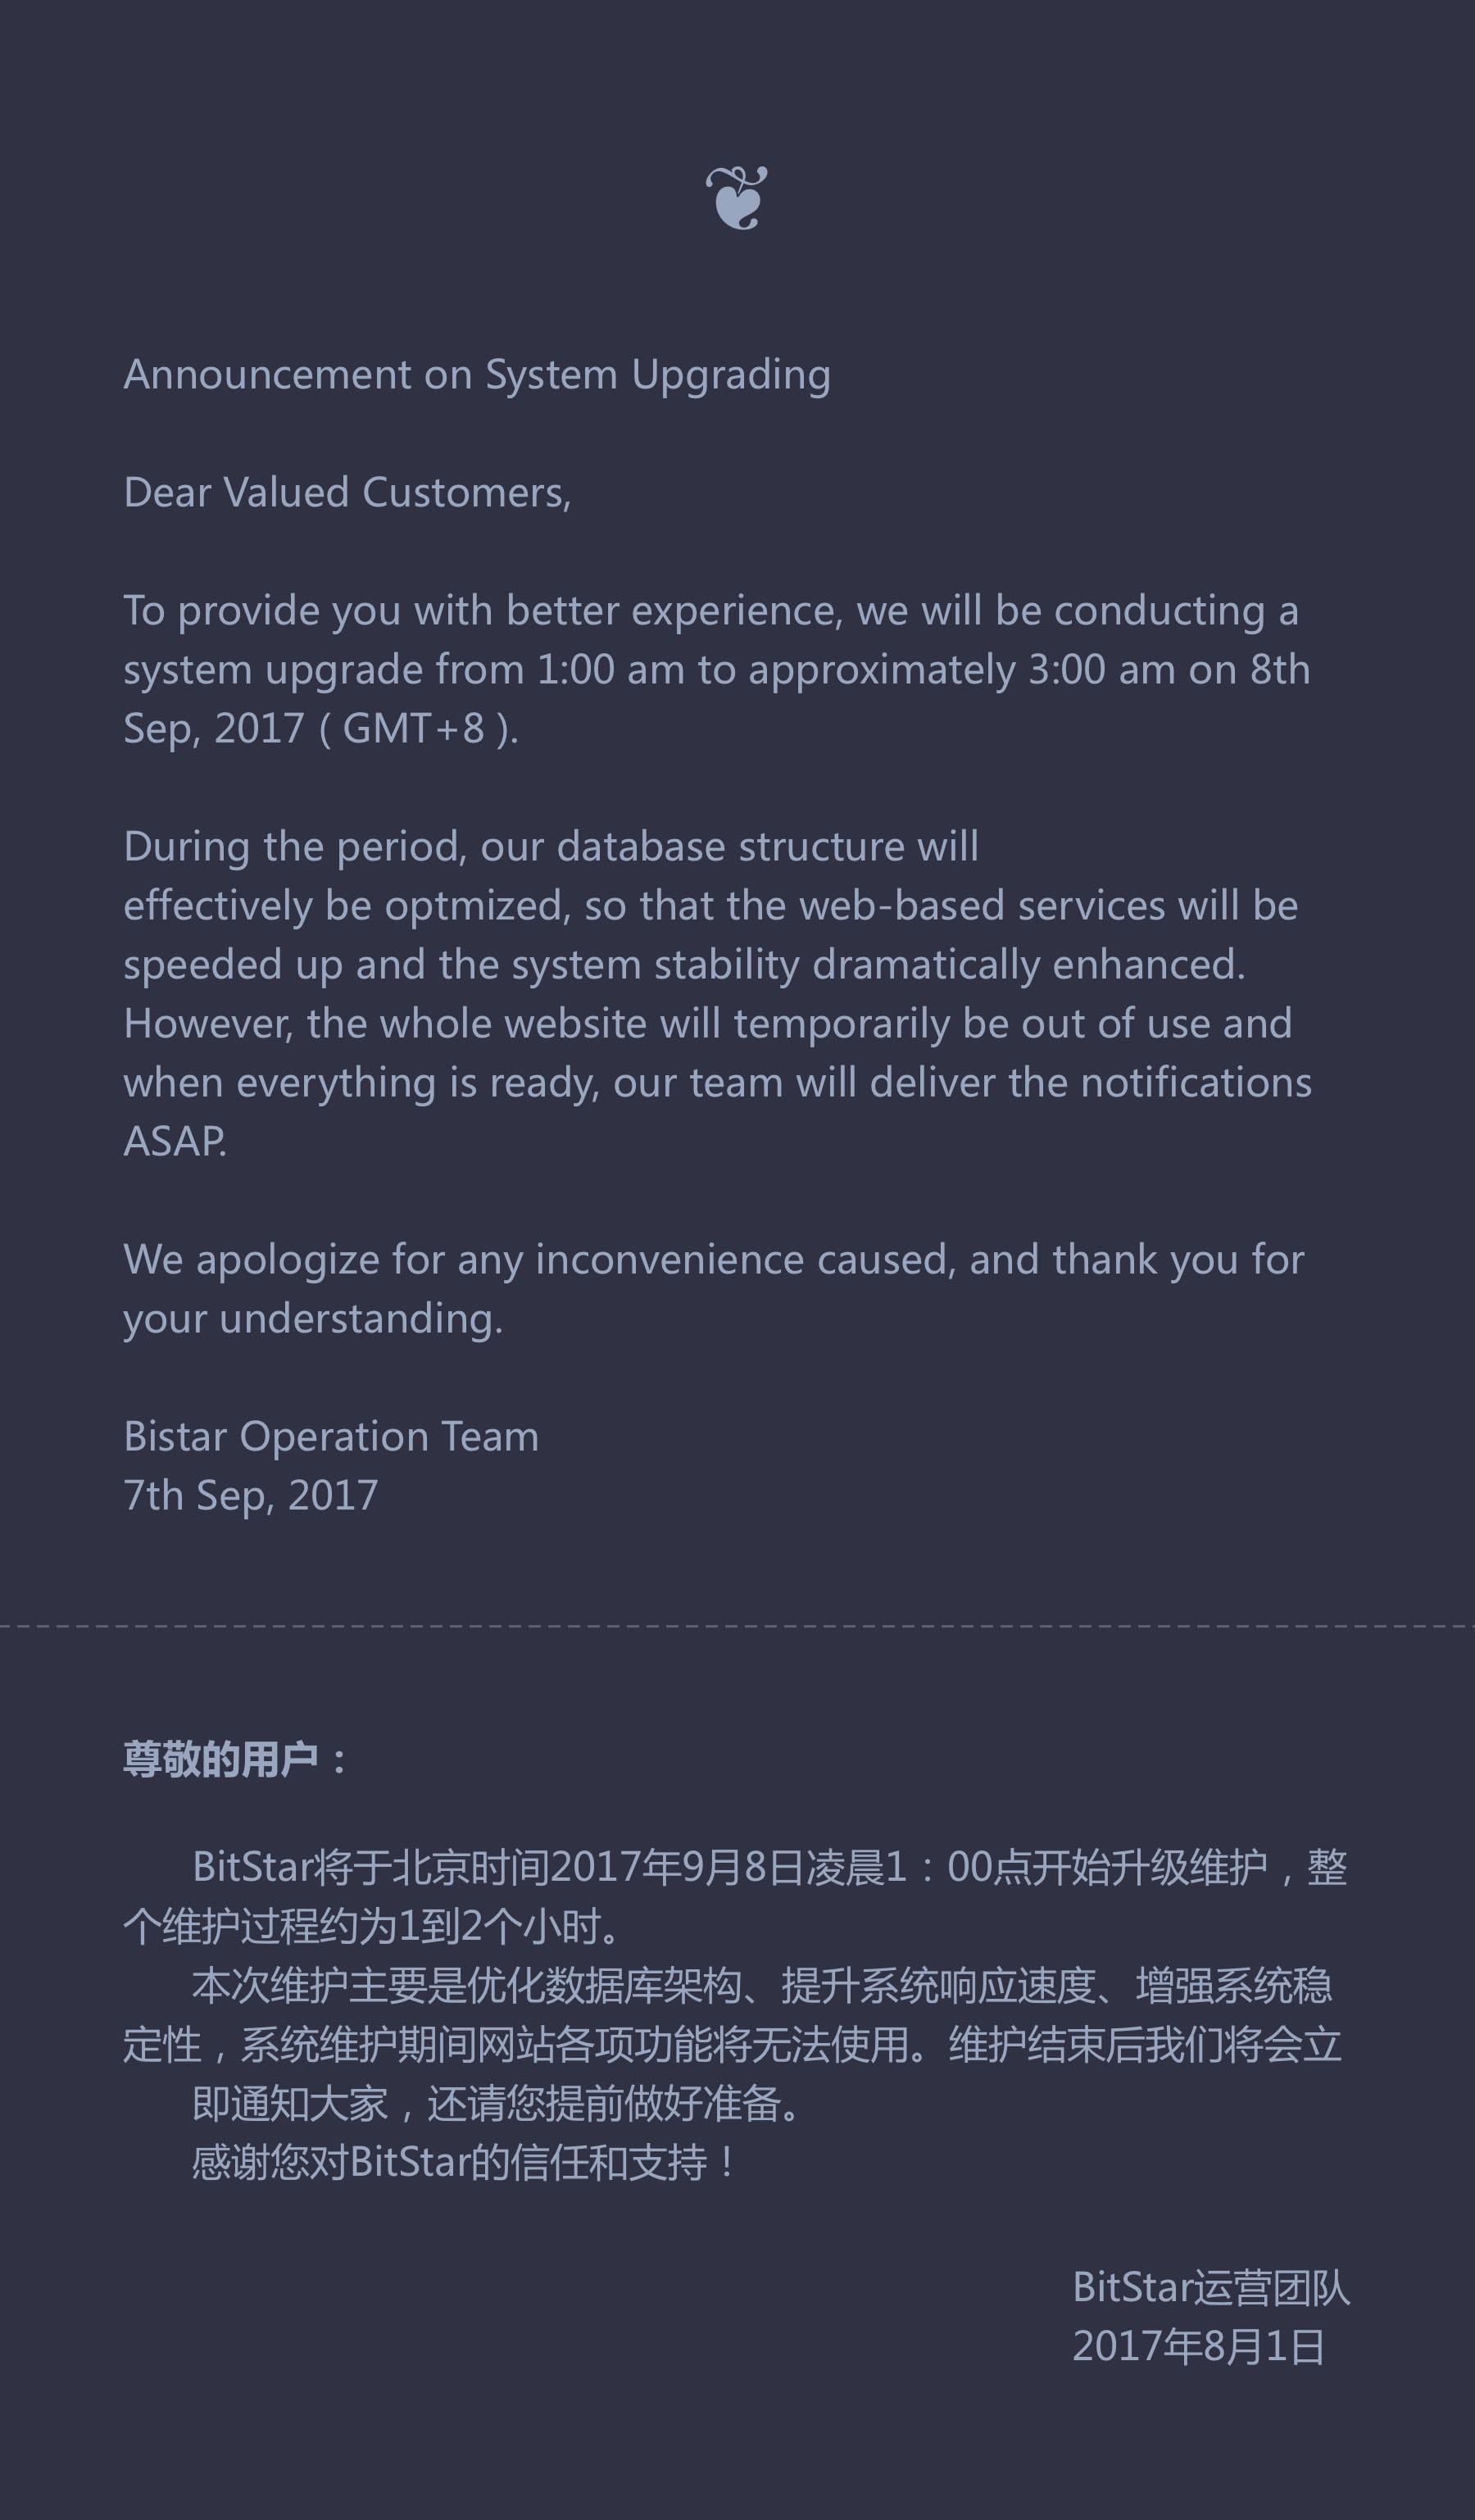 Announcement on System Upgrading
Dear Valued Customers,
To provide you with better experience, we will be conducting a
system upgrade from 1:00 am to approximately 3:00 am on 8th
Sep, 2017 ( GMT+8 ).
During the period, our database structure will
effectively be optmized, so that the web-based services will be
speeded up and the system stability dramatically enhanced.
However, the whole website will temporarily be out of use and
when everything is ready, our team will deliver the notifications
ASAP.
We apologize for any inconvenience caused, and thank you for
your understanding.
Bistar Operation Team
7th Sep, 2017
尊敬的用户：
BitStar将于北京时间2017年9月8日凌晨1：00点开始升级维护，整
个维护过程约为1到2个小时。
本次维护主要是优化数据库架构、提升系统响应速度、增强系统稳
定性，系统维护期间网站各项功能将无法使用。维护结束后我们将会立
即通知大家，还请您提前做好准备。
感谢您对BitStar的信任和支持！
BitStar运营团队
2017年8月1日